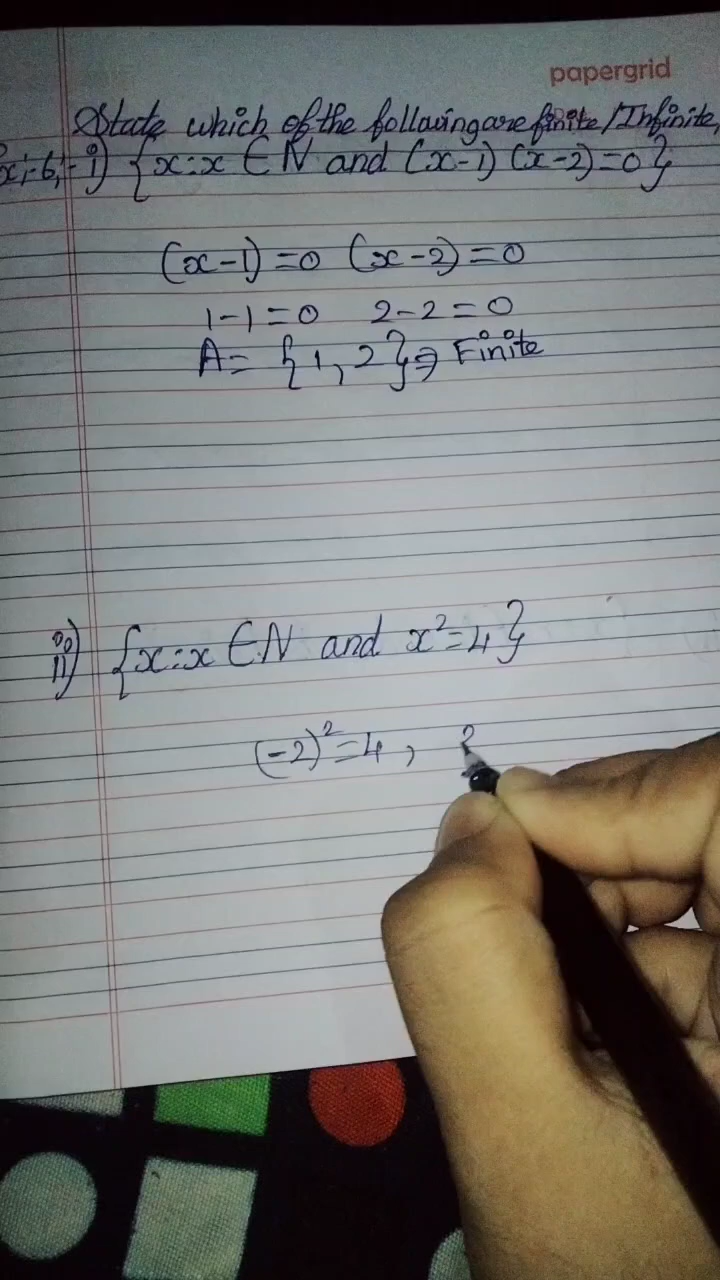 papergrid
State which of the following are finite/Infinite,
i) {x:x ∈ N and (x-1) (x-2)=0}
(x-1)=0 (x-2)=0
1-1=0 2-2=0
A= {1,2}⇒ Finite
ii) {x:x ∈ N and x²=4}
(-2)²=4,